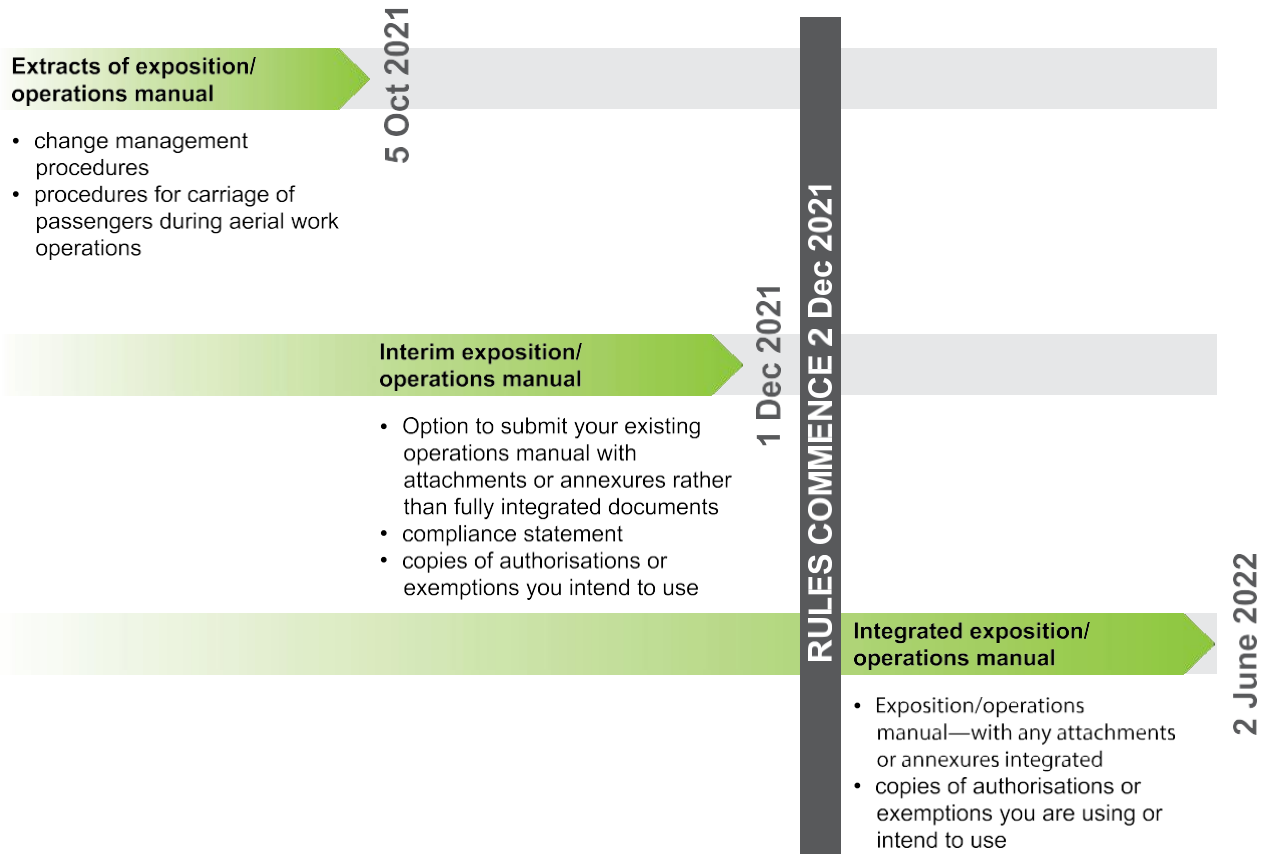 Extracts of exposition/
operations manual
• change management
procedures
• procedures for carriage of
passengers during aerial work
operations
5 Oct 2021
Interim exposition/
operations manual
• Option to submit your existing
operations manual with
attachments or annexures rather
than fully integrated documents
• compliance statement
• copies of authorisations or
exemptions you intend to use
1 Dec 2021
RULES COMMENCE 2 Dec 2021
Integrated exposition/
operations manual
• Exposition/operations
manual—with any attachments
or annexures integrated
• copies of authorisations or
exemptions you are using or
intend to use
2 June 2022